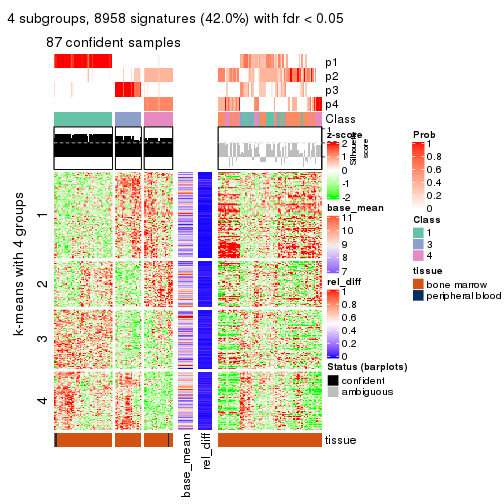 4 subgroups, 8958 signatures (42.0%) with fdr < 0.05
87 confident samples
p1
p2
p3
p4
Class
1
Silhouette
score
k-means with 4 groups
1
2
3
4
base_mean
rel_diff
tissue
z-score
2
1
0
-1
-2
base_mean
11
10
9
8
7
rel_diff
1
0.8
0.6
0.4
0.2
0
Status (barplots)
confident
ambiguous
Prob
1
0.8
0.6
0.4
0.2
0
Class
1
3
4
tissue
bone marrow
peripheral blood